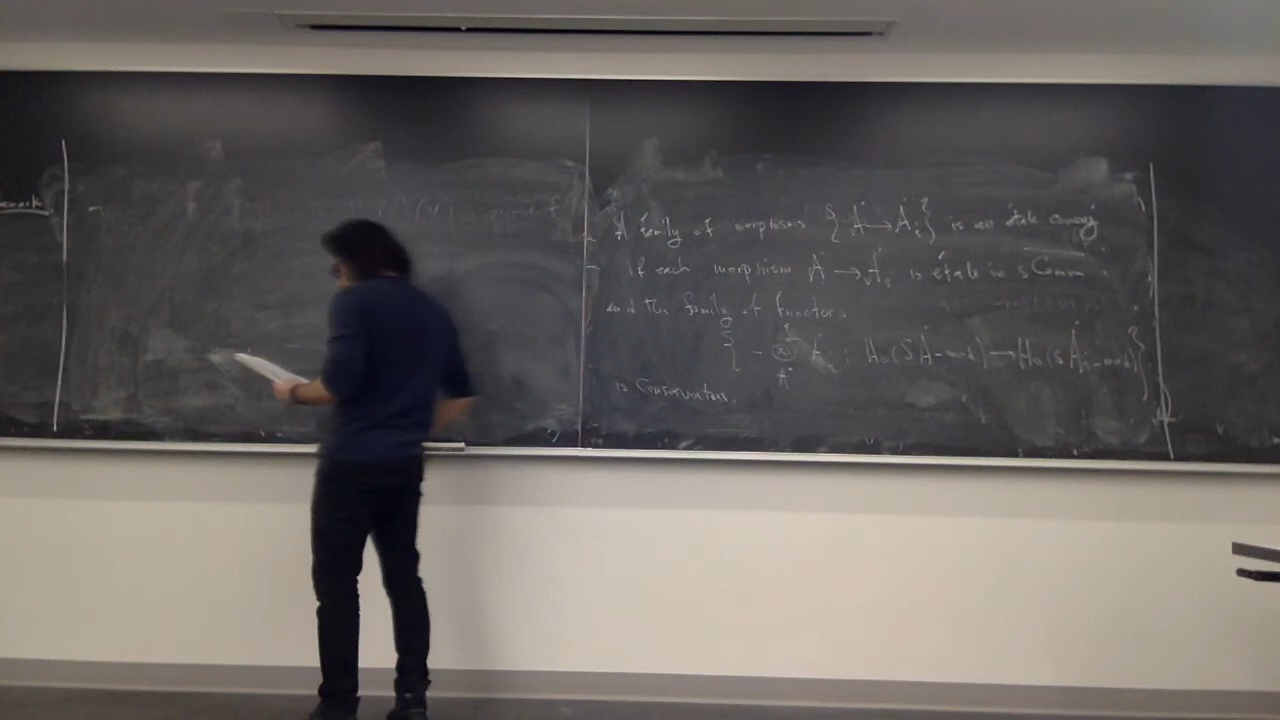 A family of morphisms { A˙ → A˙ᵢ } is an étale covering
if each morphism A˙ → A˙ᵢ is étale in sComm
and the family of functors
{ - ⊗_A˙ A˙ᵢ : Ho(sA˙-mod) → Ho(sA˙ᵢ-mod) }
is Conservative.